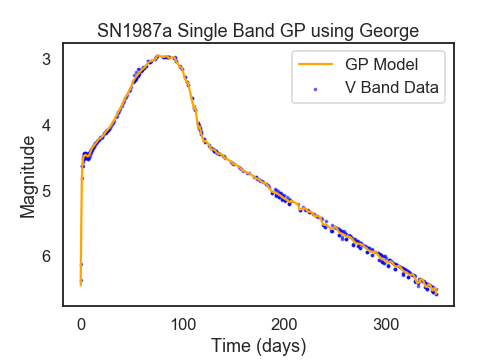 SN1987a Single Band GP using George
GP Model
V Band Data
Magnitude
3
4
5
6
0
100
200
300
Time (days)